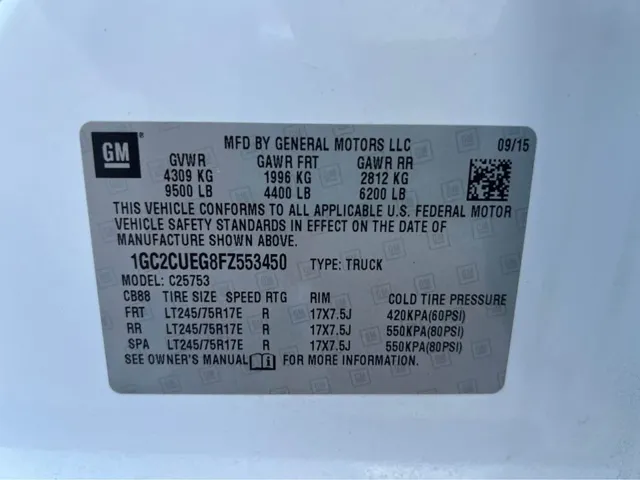 GM
MFD BY GENERAL MOTORS LLC 09/15
GVWR GAWR FRT GAWR RR
4309 KG 1996 KG 2812 KG
9500 LB 4400 LB 6200 LB
THIS VEHICLE CONFORMS TO ALL APPLICABLE U.S. FEDERAL MOTOR
VEHICLE SAFETY STANDARDS IN EFFECT ON THE DATE OF
MANUFACTURE SHOWN ABOVE.
1GC2CUEG8FZ553450 TYPE: TRUCK
MODEL: C25753
CB88 TIRE SIZE SPEED RTG RIM COLD TIRE PRESSURE
FRT LT245/75R17E R 17X7.5J 420KPA(60PSI)
RR LT245/75R17E R 17X7.5J 550KPA(80PSI)
SPA LT245/75R17E R 17X7.5J 550KPA(80PSI)
SEE OWNER'S MANUAL FOR MORE INFORMATION